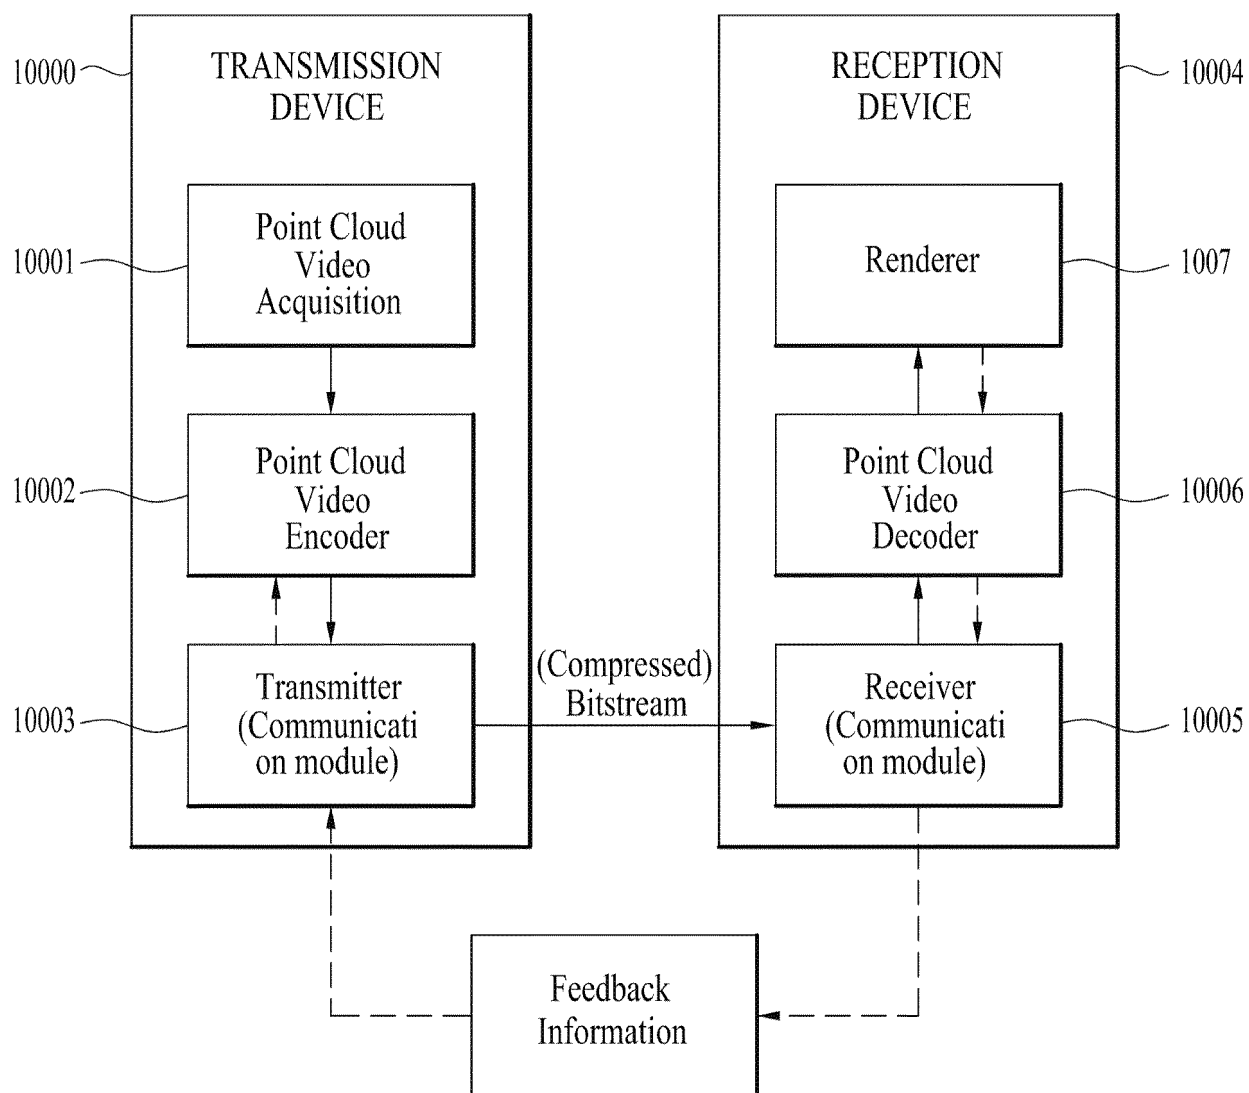 10000
TRANSMISSION
DEVICE
10001
Point Cloud
Video
Acquisition
10002
Point Cloud
Video
Encoder
10003
Transmitter
(Communicati
on module)
(Compressed)
Bitstream
RECEPTION
DEVICE
10004
Renderer
1007
Point Cloud
Video
Decoder
10006
Receiver
(Communicati
on module)
10005
Feedback
Information